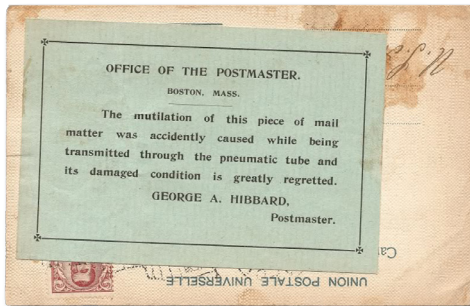 OFFICE OF THE POSTMASTER.
BOSTON, MASS.
The mutilation of this piece of mail
matter was accidently caused while being
transmitted through the pneumatic tube and
its damaged condition is greatly regretted.
GEORGE A. HIBBARD,
Postmaster.
Ca
UNION POSTALE UNIVERSELLE